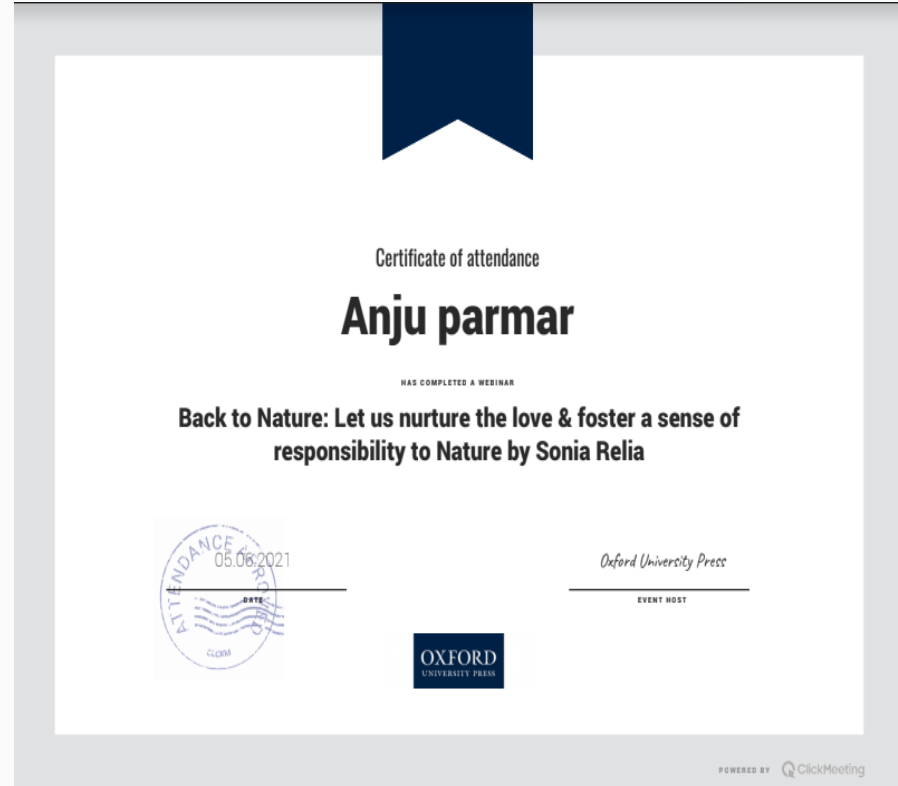 Certificate of attendance
Anju parmar
HAS COMPLETED A WEBINAR
Back to Nature: Let us nurture the love & foster a sense of
responsibility to Nature by Sonia Relia
05.06.2021
Oxford University Press
DATE
EVENT HOST
ATTENDANCE
OXFORD
UNIVERSITY PRESS
POWERED BY ClickMeeting